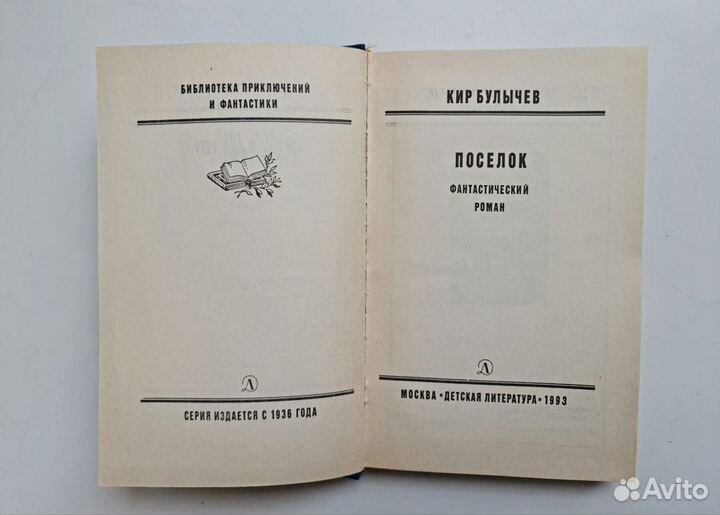 БИБЛИОТЕКА ПРИКЛЮЧЕНИЙ
И ФАНТАСТИКИ
СЕРИЯ ИЗДАЕТСЯ С 1936 ГОДА
КИР БУЛЫЧЕВ
ПОСЕЛОК
ФАНТАСТИЧЕСКИЙ
РОМАН
МОСКВА «ДЕТСКАЯ ЛИТЕРАТУРА» 1993
Avito